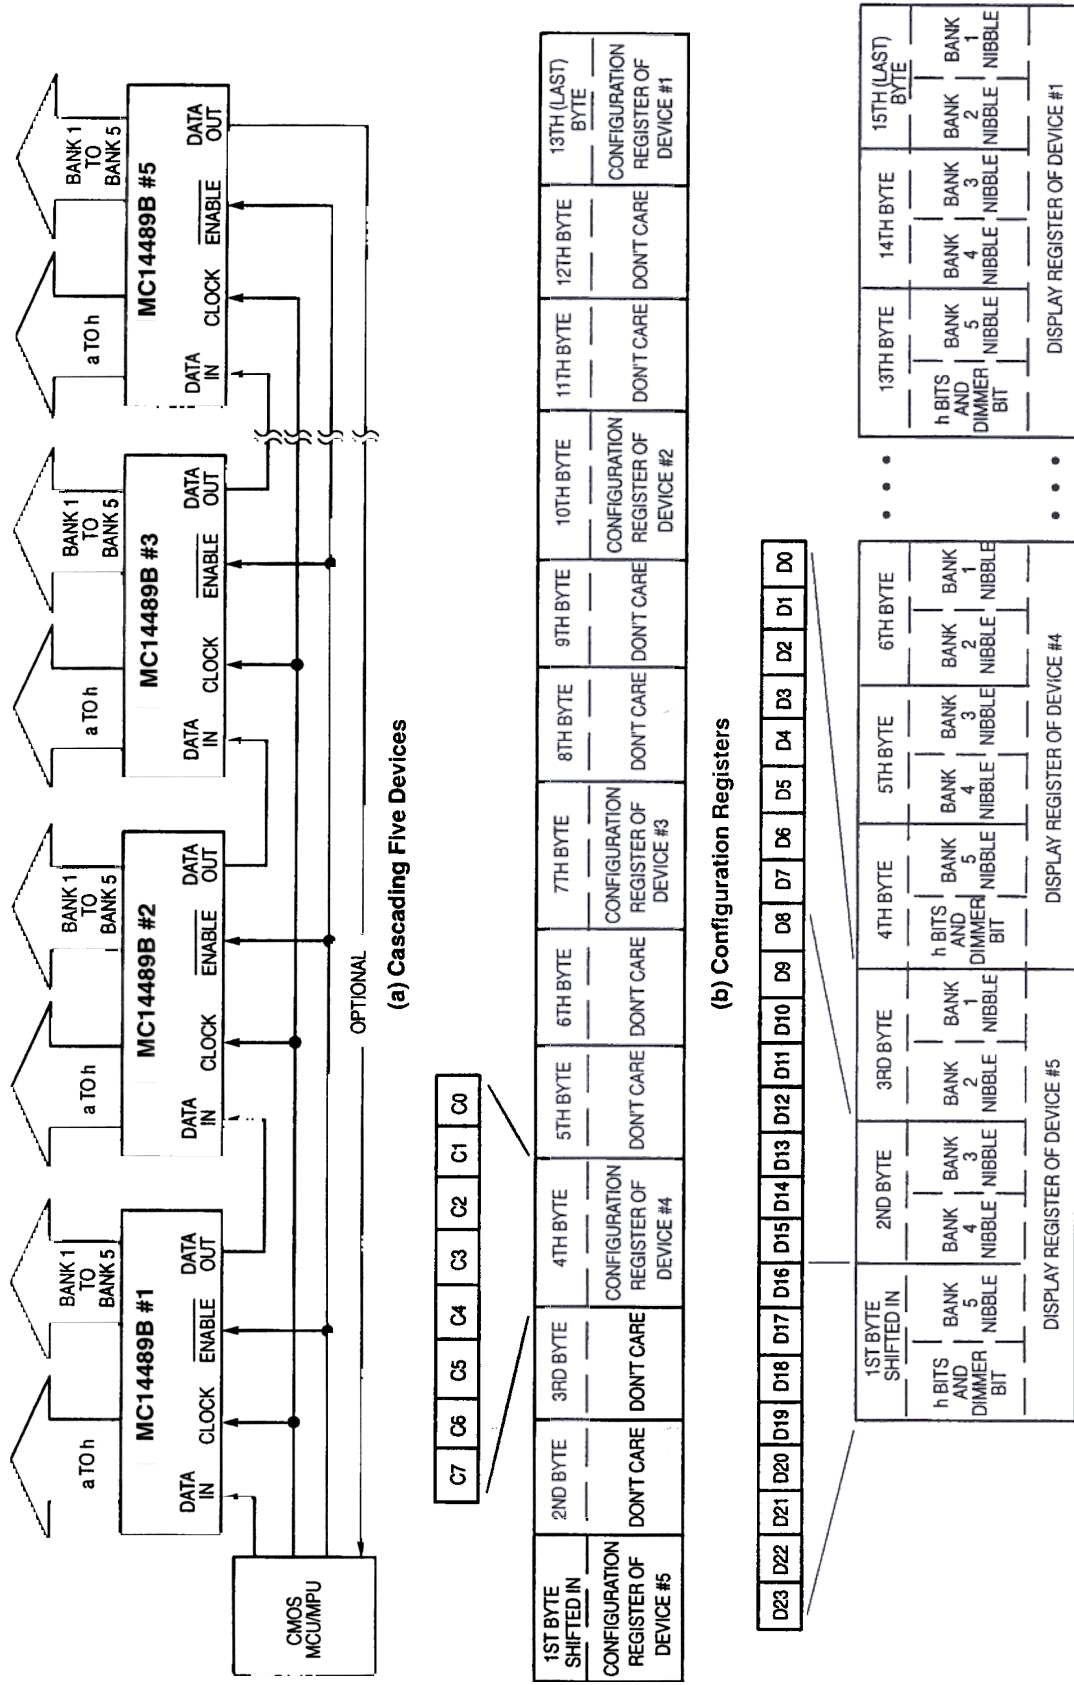 BANK 1
TO
BANK 5
a TO h
BANK 1
TO
BANK 5
a TO h
BANK 1
TO
BANK 5
a TO h
BANK 1
TO
BANK 5
a TO h
MC14489B #1
DATA
IN
CLOCK
ENABLE
DATA
OUT
MC14489B #2
DATA
IN
CLOCK
ENABLE
DATA
OUT
MC14489B #3
DATA
IN
CLOCK
ENABLE
DATA
OUT
MC14489B #5
DATA
IN
CLOCK
ENABLE
DATA
OUT
CMOS
MCU/MPU
OPTIONAL
(a) Cascading Five Devices
C7 C6 C5 C4 C3 C2 C1 C0
1ST BYTE
SHIFTED IN
CONFIGURATION
REGISTER OF
DEVICE #5
2ND BYTE
DON'T CARE
3RD BYTE
DON'T CARE
4TH BYTE
CONFIGURATION
REGISTER OF
DEVICE #4
5TH BYTE
DON'T CARE
6TH BYTE
DON'T CARE
7TH BYTE
CONFIGURATION
REGISTER OF
DEVICE #3
8TH BYTE
DON'T CARE
9TH BYTE
DON'T CARE
10TH BYTE
CONFIGURATION
REGISTER OF
DEVICE #2
11TH BYTE
DON'T CARE
12TH BYTE
DON'T CARE
13TH (LAST)
BYTE
CONFIGURATION
REGISTER OF
DEVICE #1
(b) Configuration Registers
D23 D22 D21 D20 D19 D18 D17 D16 D15 D14 D13 D12 D11 D10 D9 D8 D7 D6 D5 D4 D3 D2 D1 D0
1ST BYTE
SHIFTED IN
h BITS
AND
DIMMER
BIT
BANK
5
NIBBLE
2ND BYTE
BANK
4
NIBBLE
BANK
3
NIBBLE
3RD BYTE
BANK
2
NIBBLE
BANK
1
NIBBLE
DISPLAY REGISTER OF DEVICE #5
4TH BYTE
h BITS
AND
DIMMER
BIT
BANK
5
NIBBLE
5TH BYTE
BANK
4
NIBBLE
BANK
3
NIBBLE
6TH BYTE
BANK
2
NIBBLE
BANK
1
NIBBLE
DISPLAY REGISTER OF DEVICE #4
• • •
• • •
13TH BYTE
h BITS
AND
DIMMER
BIT
BANK
5
NIBBLE
14TH BYTE
BANK
4
NIBBLE
BANK
3
NIBBLE
15TH (LAST)
BYTE
BANK
2
NIBBLE
BANK
1
NIBBLE
DISPLAY REGISTER OF DEVICE #1